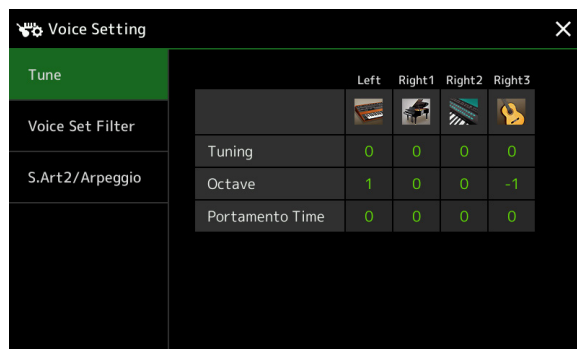 Voice Setting
Tune
Voice Set Filter
S.Art2/Arpeggio
Left Right1 Right2 Right3
Tuning 0 0 0 0
Octave 1 0 0 -1
Portamento Time 0 0 0 0